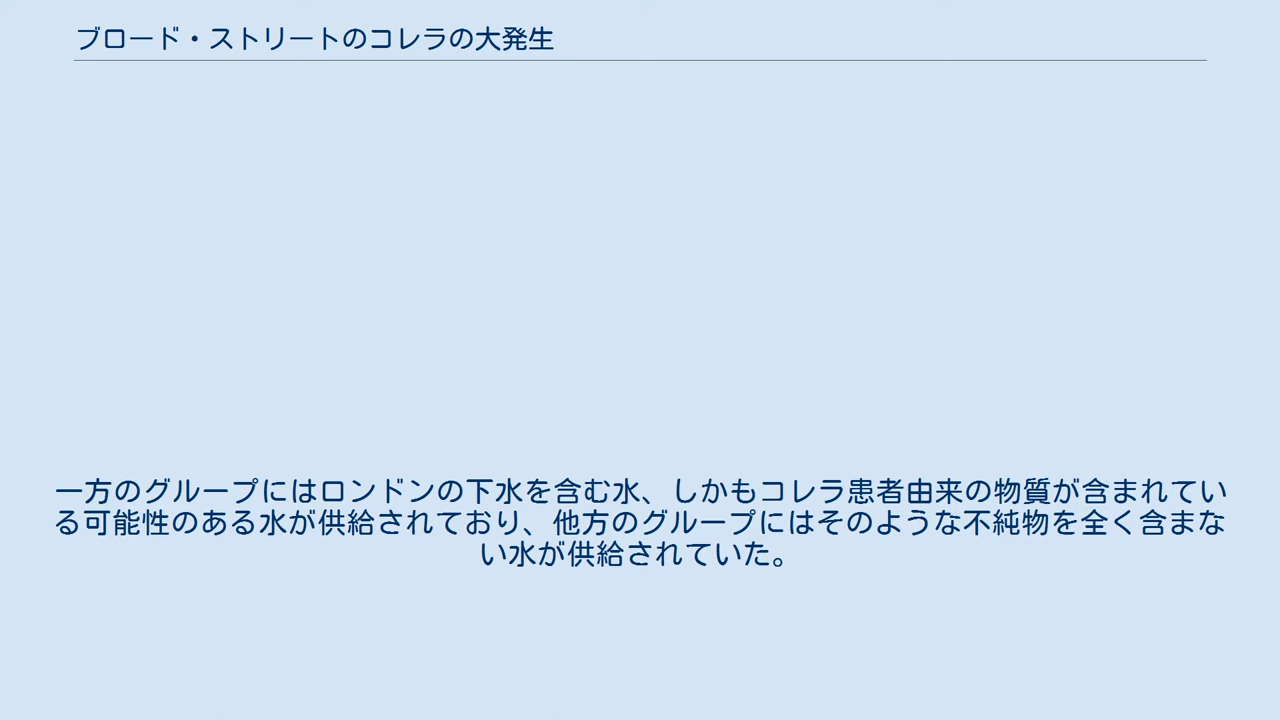 ブロード・ストリートのコレラの大発生
一方のグループにはロンドンの下水を含む水、しかもコレラ患者由来の物質が含まれてい
る可能性のある水が供給されており、他方のグループにはそのような不純物を全く含まな
い水が供給されていた。